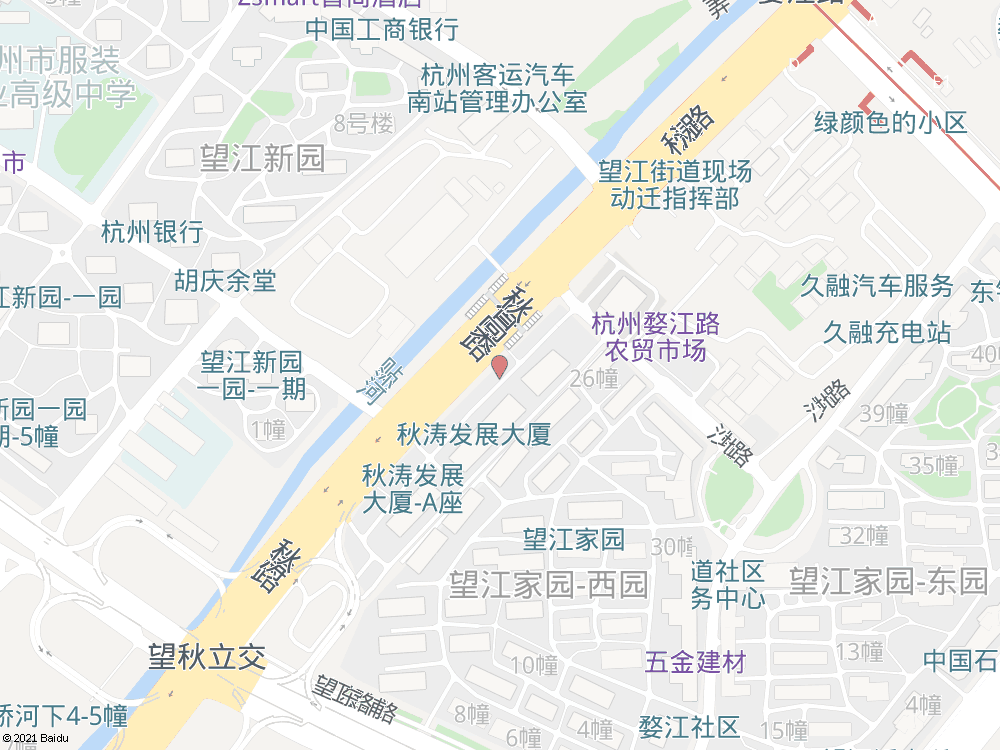 中国工商银行
州市服装
业高级中学
杭州客运汽车
南站管理办公室
8号楼
望江新园
秋涛路
绿颜色的小区
望江街道现场
动迁指挥部
市
杭州银行
胡庆余堂
江新园-一园
久融汽车服务
久融充电站
杭州婺江路
农贸市场
望江新园
一园-一期
26幢
40
沙地路
39幢
新园一园
期-5幢
1幢
秋涛发展大厦
沙地路
秋涛发展
大厦-A座
35幢
望江家园
30幢
32幢
秋涛路
道社区
务中心
望江家园-西园
望江家园-东园
望秋立交
10幢
五金建材
13幢
中国石
望江东路辅路
桥河下4-5幢
8幢
4幢
婺江社区
15幢
4幢
6幢
© 2021 Baidu